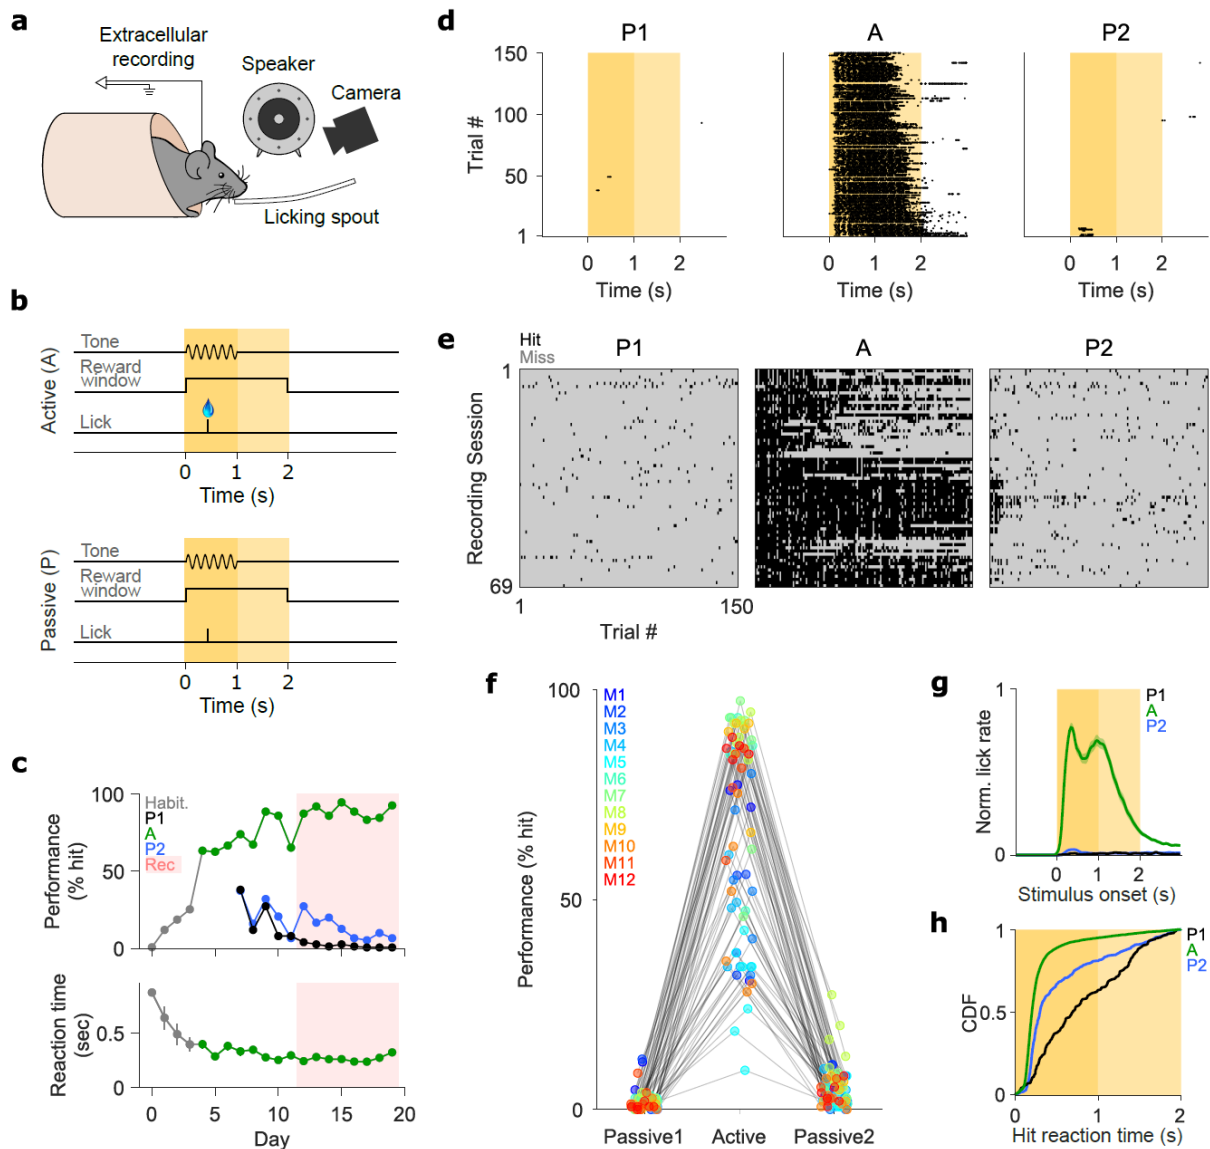 a
Extracellular
recording
Speaker
Camera
Licking spout
b
Active (A)
Tone
Reward
window
Lick
0 1 2
Time (s)
Passive (P)
Tone
Reward
window
Lick
0 1 2
Time (s)
c
Performance
(% hit)
100
50
0
Habit.
P1
A
P2
Rec
Reaction time
(sec)
0.5
0
0 5 10 15 20
Day
d
P1 A P2
Trial #
150
100
50
1
0 1 2 0 1 2 0 1 2
Time (s) Time (s) Time (s)
e
Hit
Miss
P1 A P2
Recording Session
1
69
1 150
Trial #
f
Performance (% hit)
100
50
0
M1
M2
M3
M4
M5
M6
M7
M8
M9
M10
M11
M12
Passive1 Active Passive2
g
Norm. lick rate
1
0
P1
A
P2
0 1 2
Stimulus onset (s)
h
CDF
1
0.5
0
P1
A
P2
0 1 2
Hit reaction time (s)